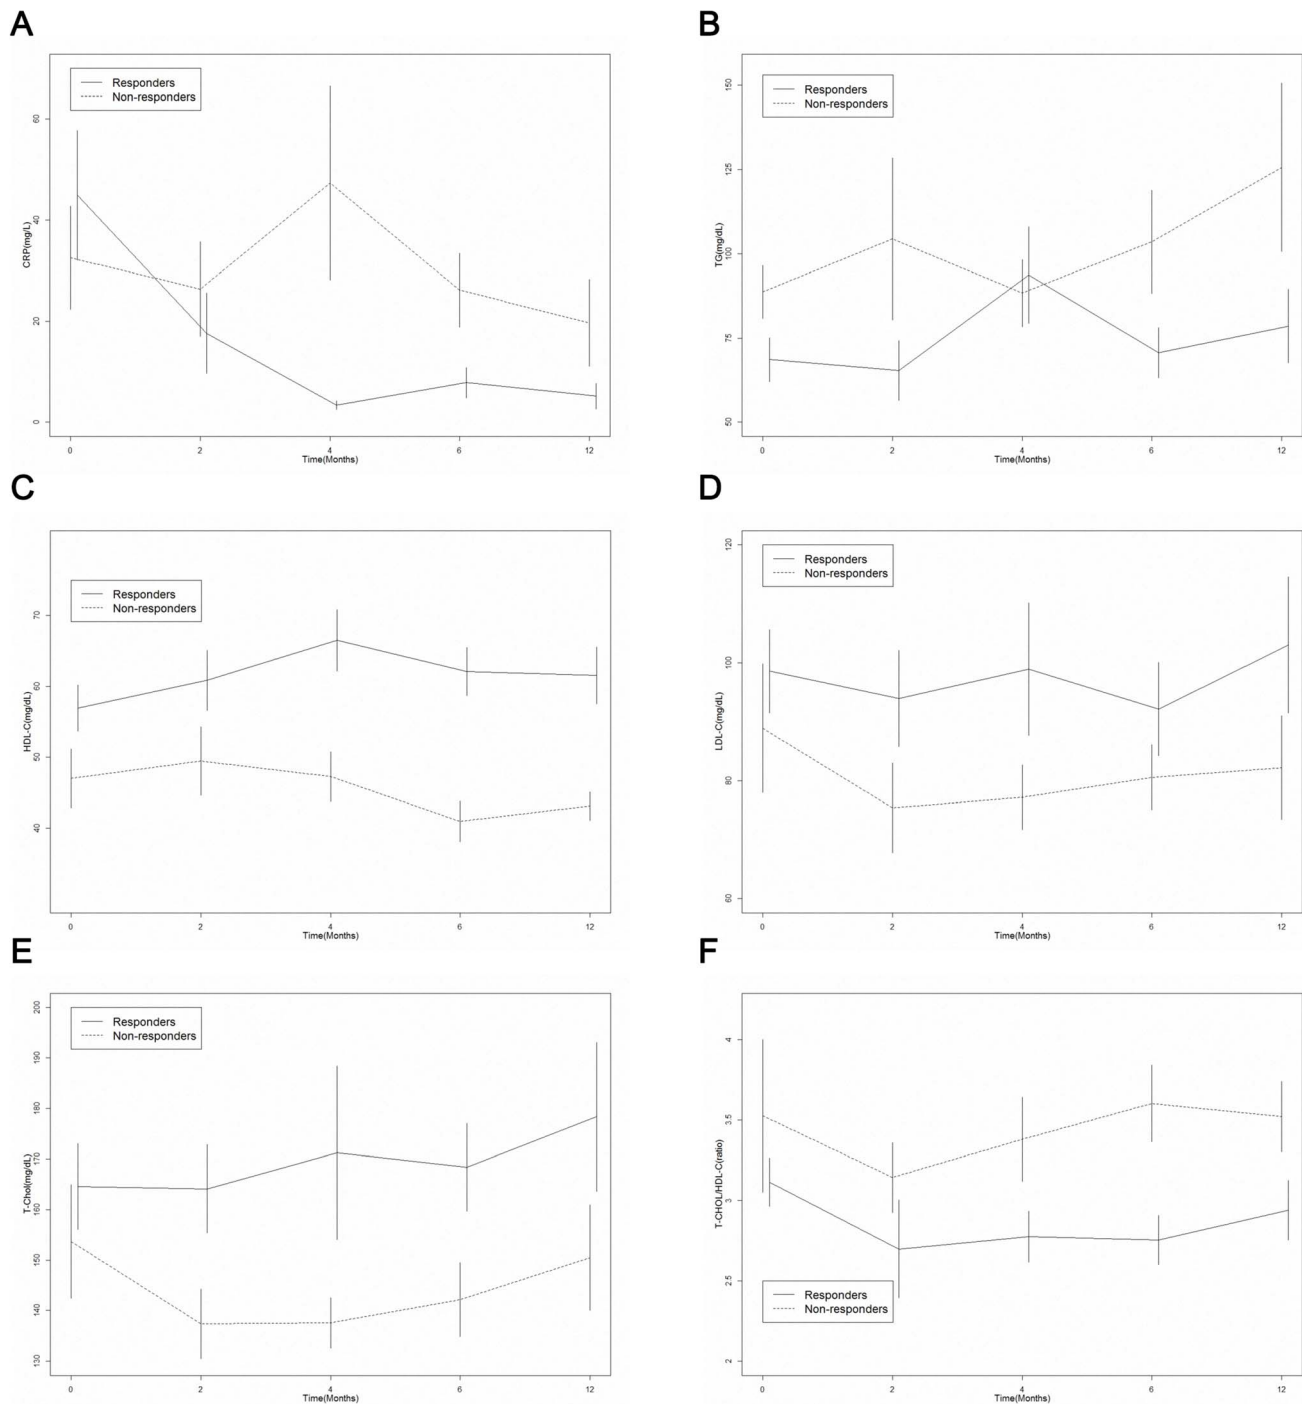 A
Responders
Non-responders
CRP(mg/L)
60
40
20
0
0 2 4 6 12
Time(Months)
B
Responders
Non-responders
TG(mg/dL)
150
125
100
75
50
0 2 4 6 12
Time(Months)
C
Responders
Non-responders
HDL-C(mg/dL)
70
60
50
40
0 2 4 6 12
Time(Months)
D
Responders
Non-responders
LDL-C(mg/dL)
120
100
80
60
0 2 4 6 12
Time(Months)
E
Responders
Non-responders
T-Chol(mg/dL)
200
190
180
170
160
150
140
130
0 2 4 6 12
Time(Months)
F
T-CHOL/HDL-C(ratio)
4
3.5
3
2.5
2
Responders
Non-responders
0 2 4 6 12
Time(Months)